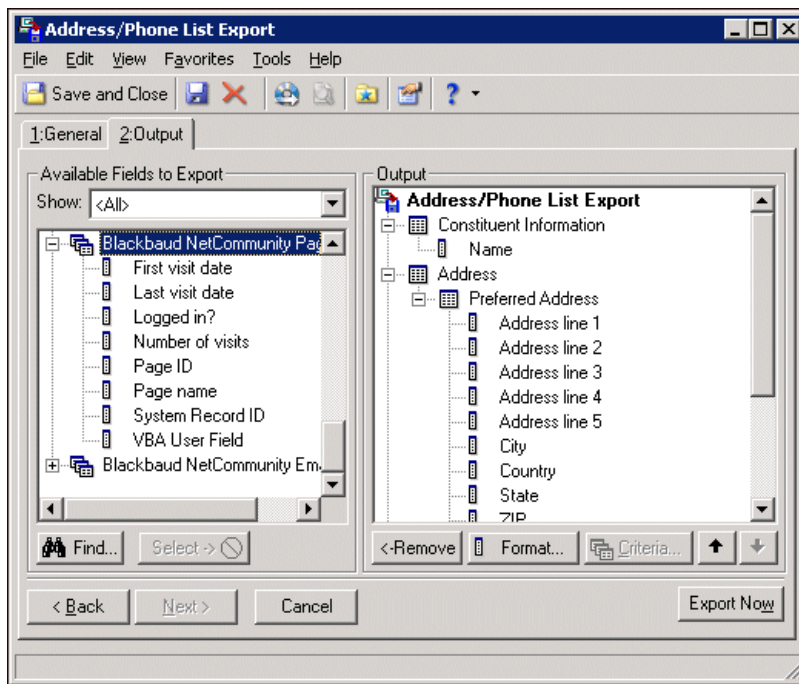 Address/Phone List Export
File Edit View Favorites Tools Help
Save and Close
1:General 2:Output
Available Fields to Export
Show: <All>
Blackbaud NetCommunity Pag
First visit date
Last visit date
Logged in?
Number of visits
Page ID
Page name
System Record ID
VBA User Field
Blackbaud NetCommunity Em
Find... Select ->
Output
Address/Phone List Export
Constituent Information
Name
Address
Preferred Address
Address line 1
Address line 2
Address line 3
Address line 4
Address line 5
City
Country
State
ZIP
<-Remove Format... Criteria...
< Back Next > Cancel Export Now